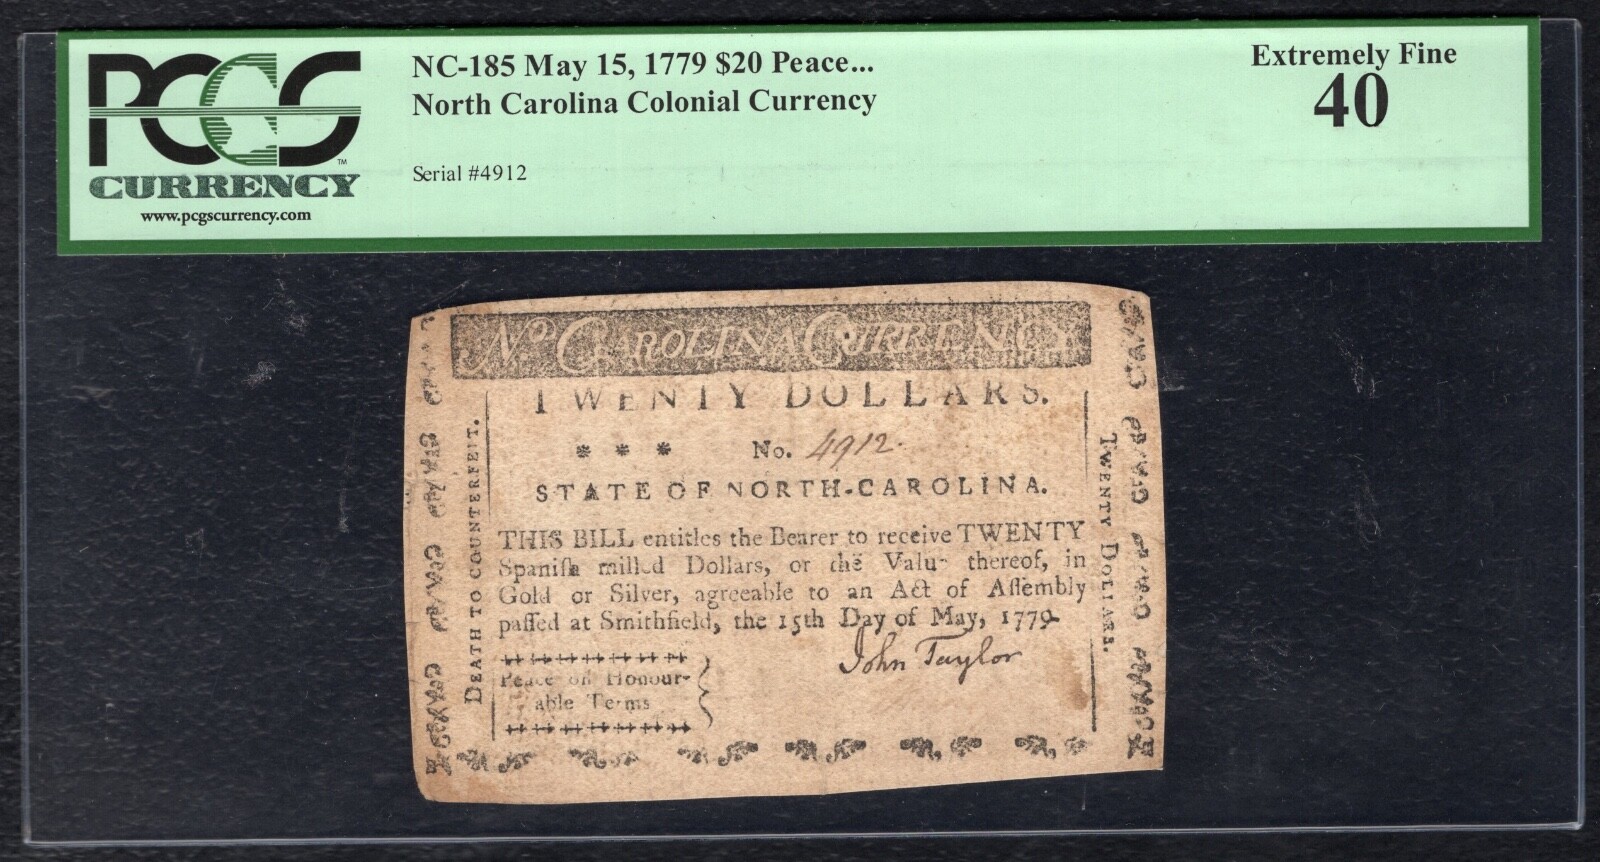 PCGS
™
CURRENCY
www.pcgscurrency.com
NC-185 May 15, 1779 $20 Peace...
North Carolina Colonial Currency
Serial #4912
Extremely Fine
40
No. CAROLINA CURRENCY
TWENTY DOLLARS.
* * * No. 4912.
STATE OF NORTH-CAROLINA.
THIS BILL entitles the Bearer to receive TWENTY
Spaniſh milled Dollars, or the Value thereof, in
Gold or Silver, agreeable to an Act of Aſſembly
paſſed at Smithfield, the 15th Day of May, 1779
John Taylor
Peace on Honour-
able Terms
DEATH TO COUNTERFEIT.
TWENTY DOLLARS.